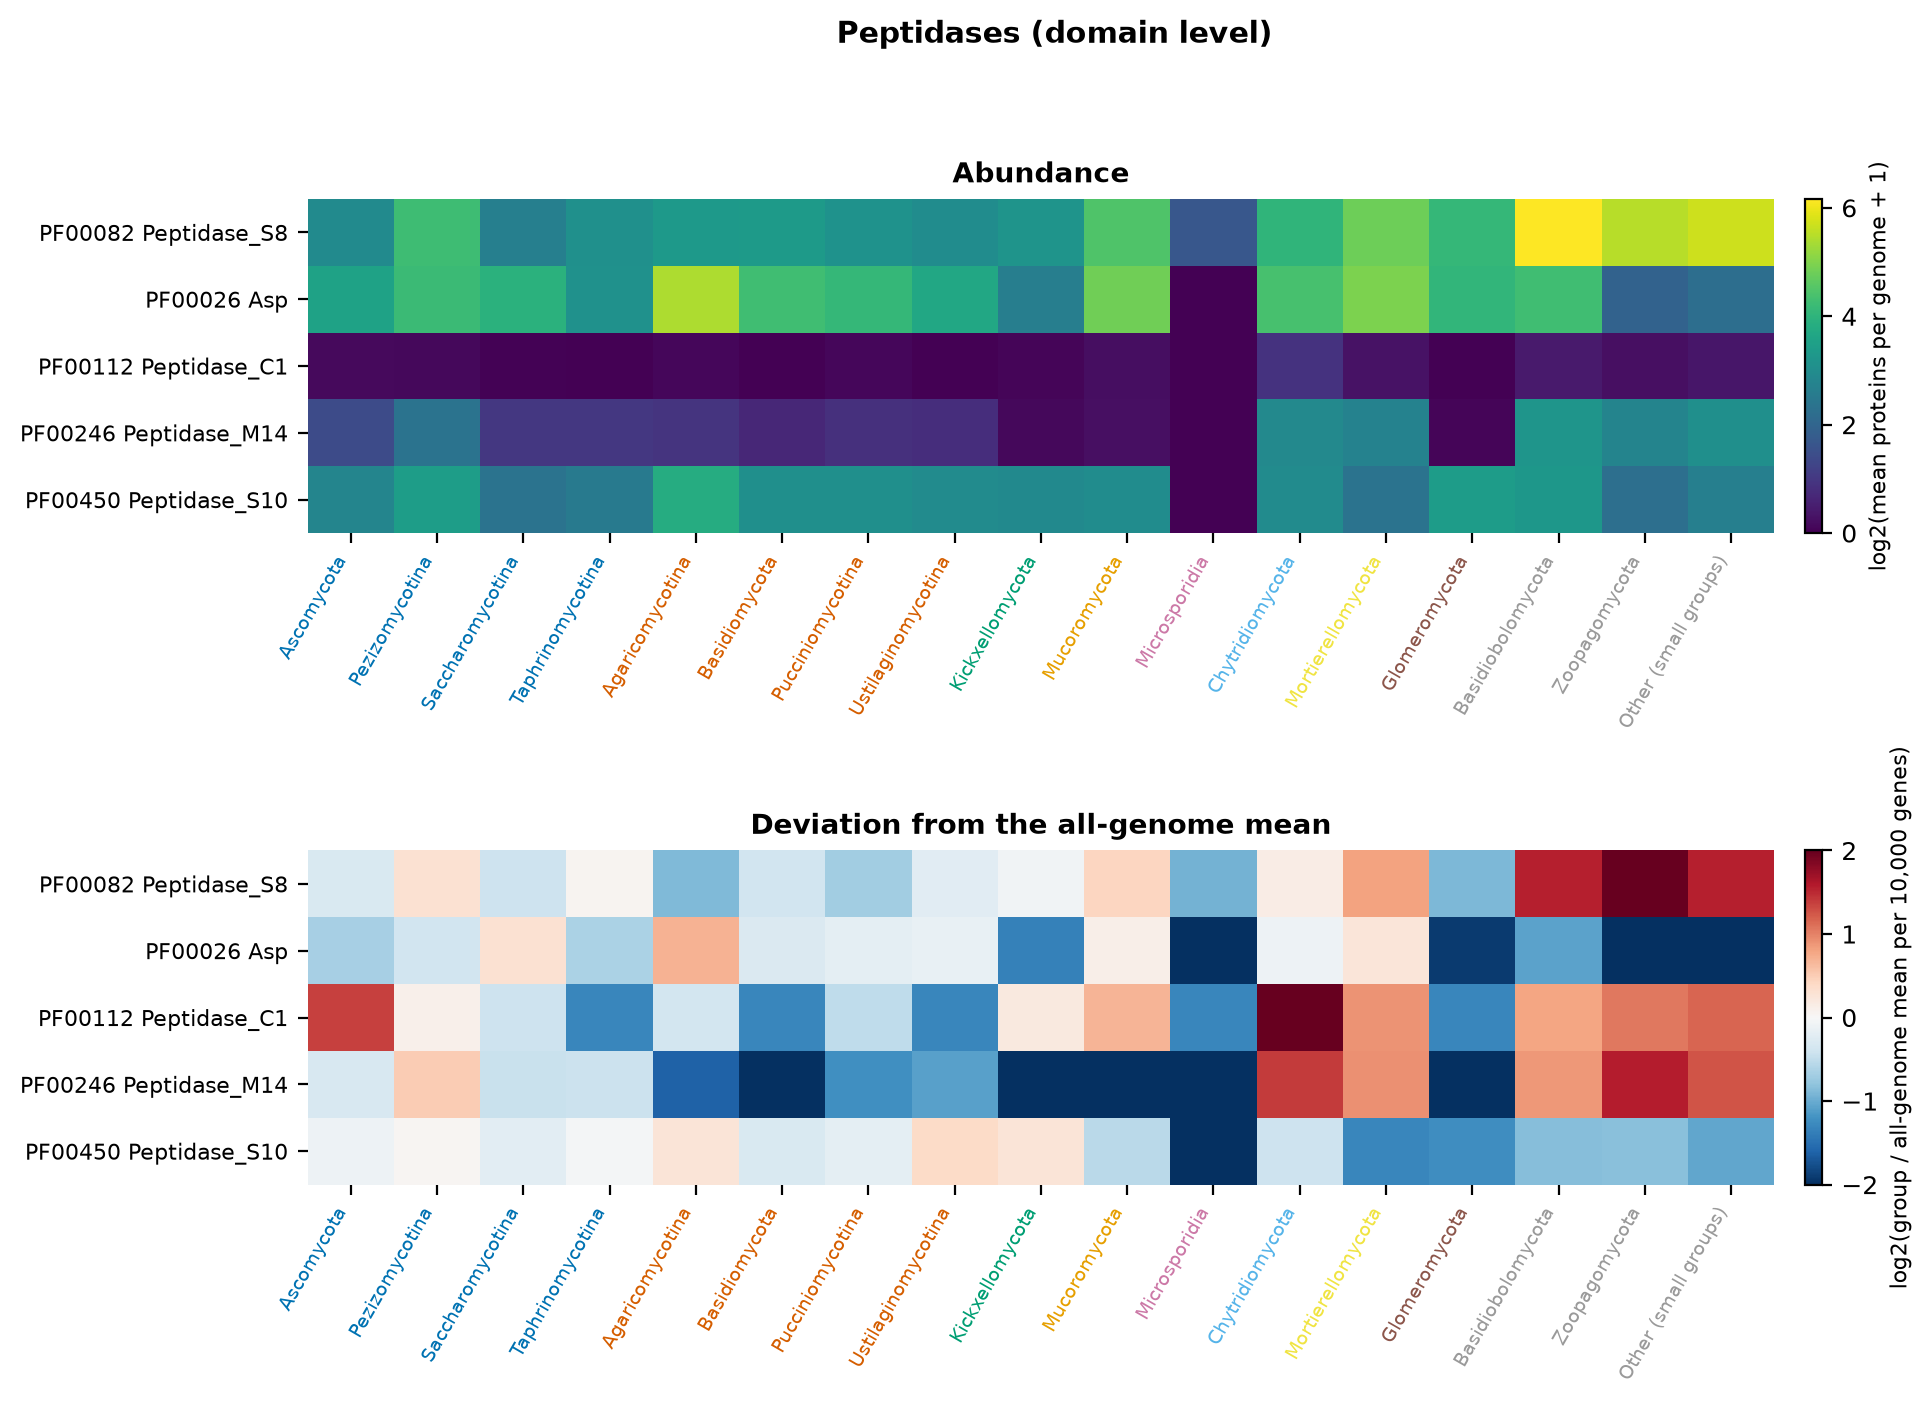 Peptidases (domain level)
Abundance
PF00082 Peptidase_S8
PF00026 Asp
PF00112 Peptidase_C1
PF00246 Peptidase_M14
PF00450 Peptidase_S10
Ascomycota
Pezizomycotina
Saccharomycotina
Taphrinomycotina
Agaricomycotina
Basidiomycota
Pucciniomycotina
Ustilaginomycotina
Kickxellomycota
Mucoromycota
Microsporidia
Chytridiomycota
Mortierellomycota
Glomeromycota
Basidiobolomycota
Zoopagomycota
Other (small groups)
6
4
2
0
log2(mean proteins per genome + 1)
Deviation from the all-genome mean
PF00082 Peptidase_S8
PF00026 Asp
PF00112 Peptidase_C1
PF00246 Peptidase_M14
PF00450 Peptidase_S10
Ascomycota
Pezizomycotina
Saccharomycotina
Taphrinomycotina
Agaricomycotina
Basidiomycota
Pucciniomycotina
Ustilaginomycotina
Kickxellomycota
Mucoromycota
Microsporidia
Chytridiomycota
Mortierellomycota
Glomeromycota
Basidiobolomycota
Zoopagomycota
Other (small groups)
2
1
0
−1
−2
log2(group / all-genome mean per 10,000 genes)